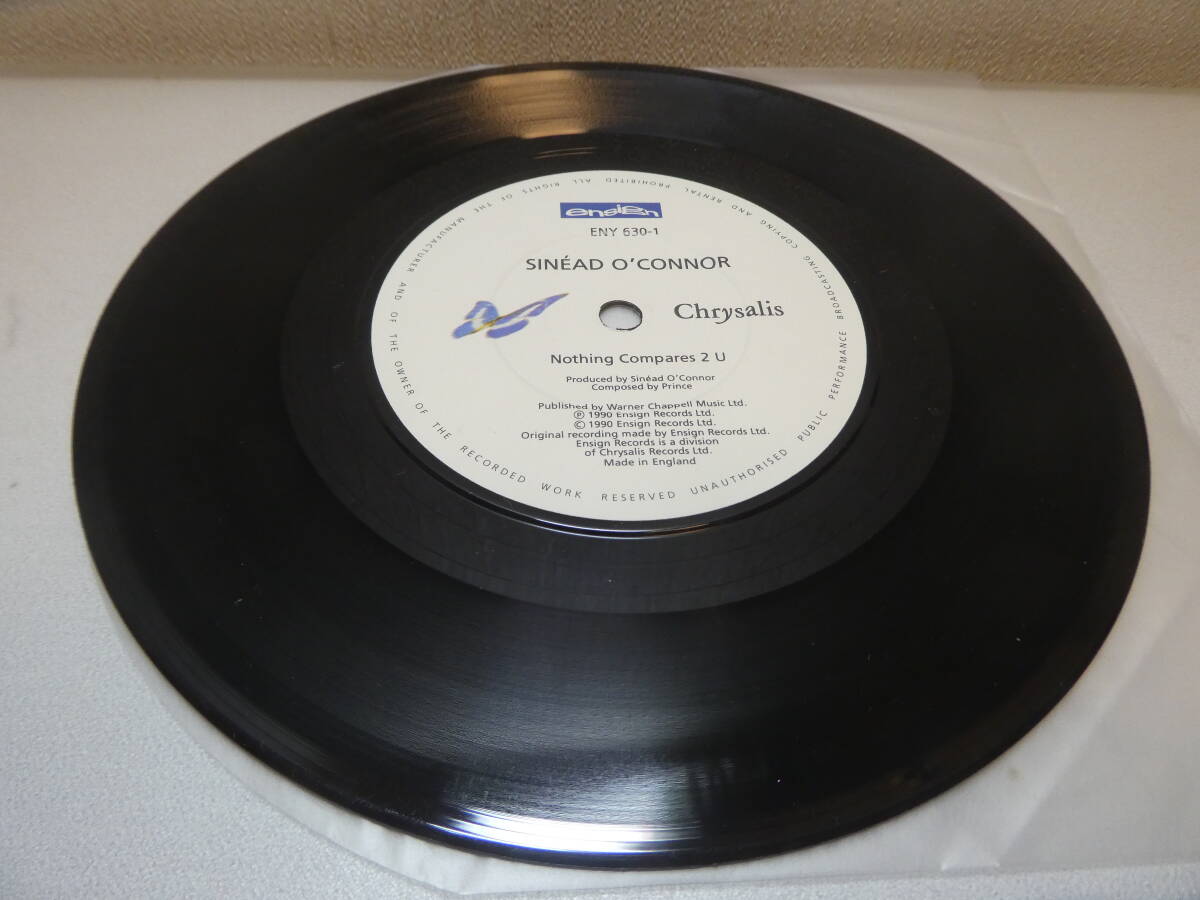 ensign
ENY 630-1
SINÉAD O'CONNOR
Chrysalis
Nothing Compares 2 U
Produced by Sinéad O'Connor
Composed by Prince
Published by Warner Chappell Music Ltd.
℗ 1990 Ensign Records Ltd.
© 1990 Ensign Records Ltd.
Original recording made by Ensign Records Ltd.
Ensign Records is a division
of Chrysalis Records Ltd.
Made in England
ALL RIGHTS OF THE MANUFACTURER AND OF THE OWNER OF THE RECORDED WORK RESERVED UNAUTHORISED PUBLIC PERFORMANCE BROADCASTING COPYING AND RENTAL PROHIBITED